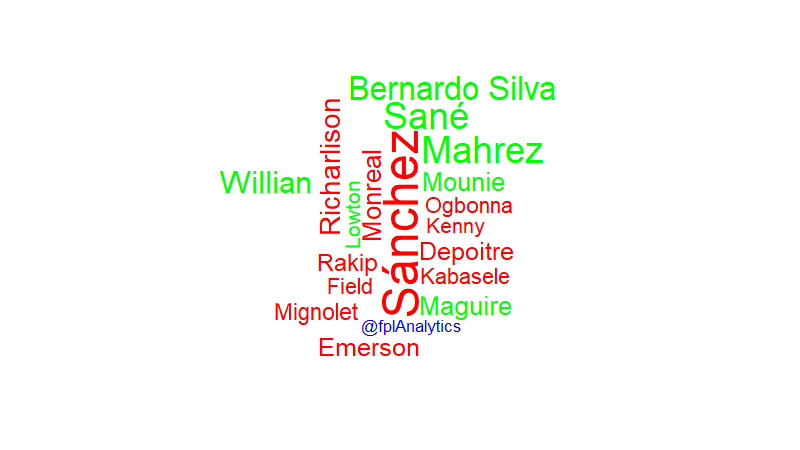 Bernardo Silva
Sané
Mahrez
Willian
Richarlison
Lowton
Monreal
Sánchez
Mounie
Ogbonna
Kenny
Depoitre
Rakip
Kabasele
Field
Mignolet
Maguire
@fplAnalytics
Emerson